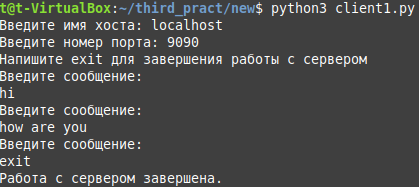 t@t-VirtualBox:~/third_pract/new$ python3 client1.py
Введите имя хоста: localhost
Введите номер порта: 9090
Напишите exit для завершения работы с сервером
Введите сообщение:
hi
Введите сообщение:
how are you
Введите сообщение:
exit
Работа с сервером завершена.